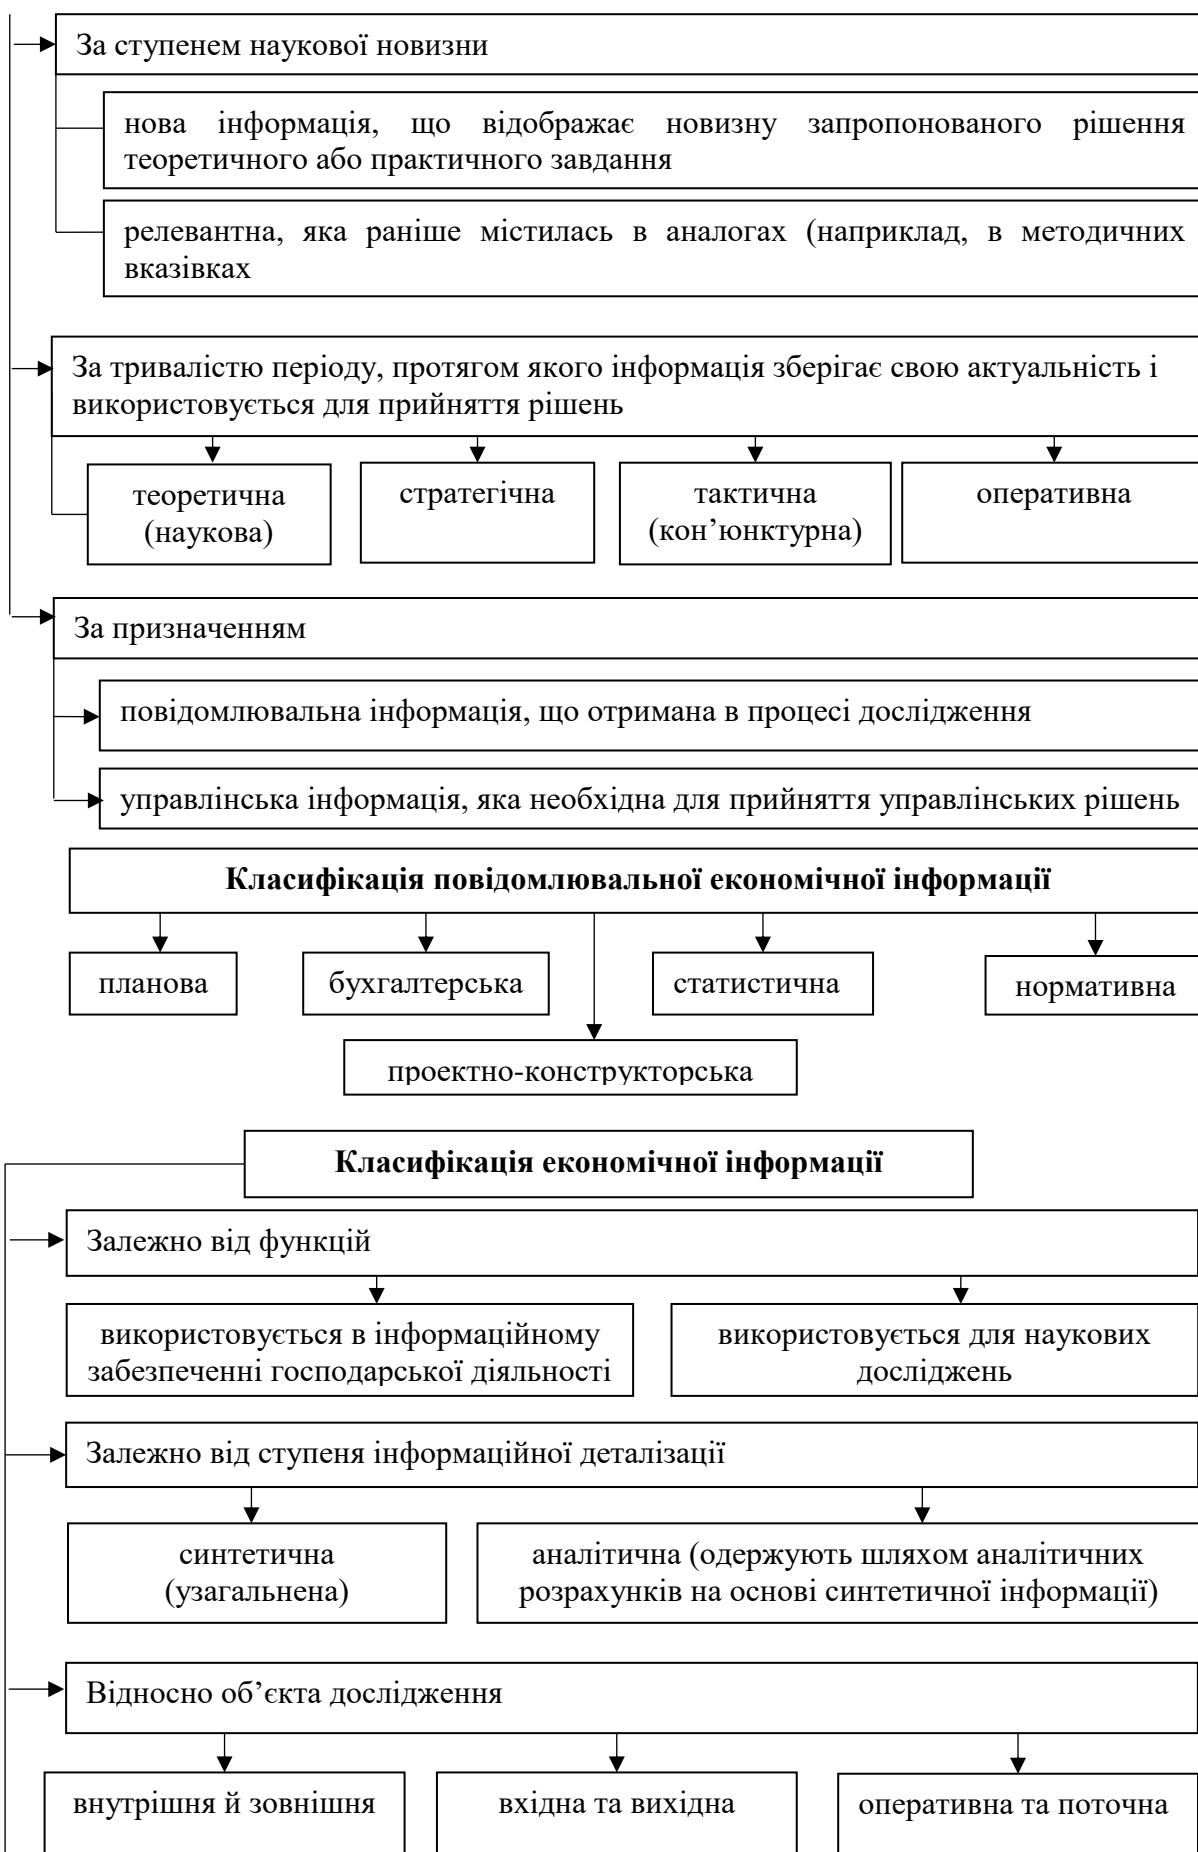 За ступенем наукової новизни
нова інформація, що відображає новизну запропонованого рішення
теоретичного або практичного завдання
релевантна, яка раніше містилась в аналогах (наприклад, в методичних
вказівках
За тривалістю періоду, протягом якого інформація зберігає свою актуальність і
використовується для прийняття рішень
теоретична
(наукова)
стратегічна
тактична
(кон’юнктурна)
оперативна
За призначенням
повідомлювальна інформація, що отримана в процесі дослідження
управлінська інформація, яка необхідна для прийняття управлінських рішень
Класифікація повідомлювальної економічної інформації
планова
бухгалтерська
статистична
нормативна
проектно-конструкторська
Класифікація економічної інформації
Залежно від функцій
використовується в інформаційному
забезпеченні господарської діяльності
використовується для наукових
досліджень
Залежно від ступеня інформаційної деталізації
синтетична
(узагальнена)
аналітична (одержують шляхом аналітичних
розрахунків на основі синтетичної інформації)
Відносно об’єкта дослідження
внутрішня й зовнішня
вхідна та вихідна
оперативна та поточна